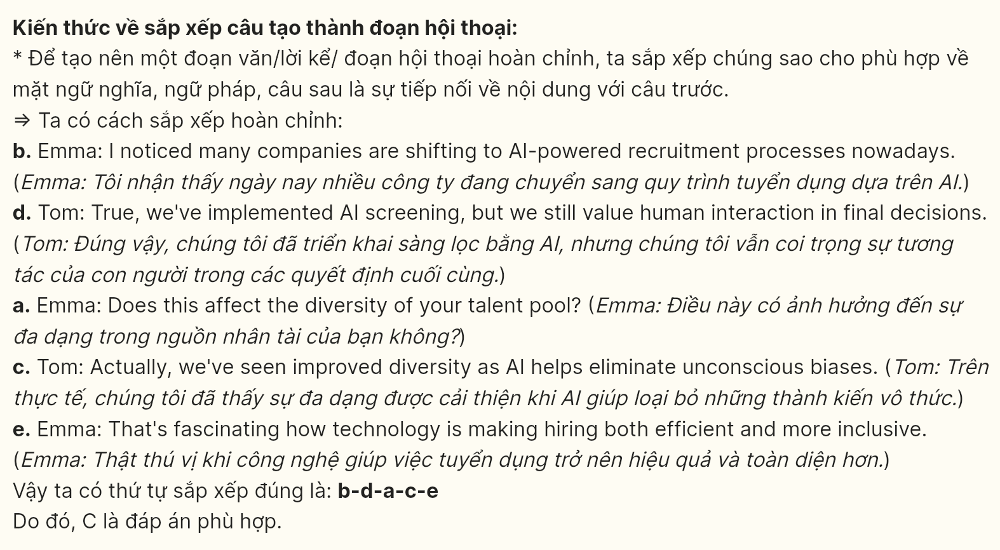 Kiến thức về sắp xếp câu tạo thành đoạn hội thoại:
* Để tạo nên một đoạn văn/lời kể/ đoạn hội thoại hoàn chỉnh, ta sắp xếp chúng sao cho phù hợp về
mặt ngữ nghĩa, ngữ pháp, câu sau là sự tiếp nối về nội dung với câu trước.
⇒ Ta có cách sắp xếp hoàn chỉnh:
b. Emma: I noticed many companies are shifting to AI-powered recruitment processes nowadays.
(Emma: Tôi nhận thấy ngày nay nhiều công ty đang chuyển sang quy trình tuyển dụng dựa trên AI.)
d. Tom: True, we've implemented AI screening, but we still value human interaction in final decisions.
(Tom: Đúng vậy, chúng tôi đã triển khai sàng lọc bằng AI, nhưng chúng tôi vẫn coi trọng sự tương
tác của con người trong các quyết định cuối cùng.)
a. Emma: Does this affect the diversity of your talent pool? (Emma: Điều này có ảnh hưởng đến sự
đa dạng trong nguồn nhân tài của bạn không?)
c. Tom: Actually, we've seen improved diversity as AI helps eliminate unconscious biases. (Tom: Trên
thực tế, chúng tôi đã thấy sự đa dạng được cải thiện khi AI giúp loại bỏ những thành kiến vô thức.)
e. Emma: That's fascinating how technology is making hiring both efficient and more inclusive.
(Emma: Thật thú vị khi công nghệ giúp việc tuyển dụng trở nên hiệu quả và toàn diện hơn.)
Vậy ta có thứ tự sắp xếp đúng là: b-d-a-c-e
Do đó, C là đáp án phù hợp.